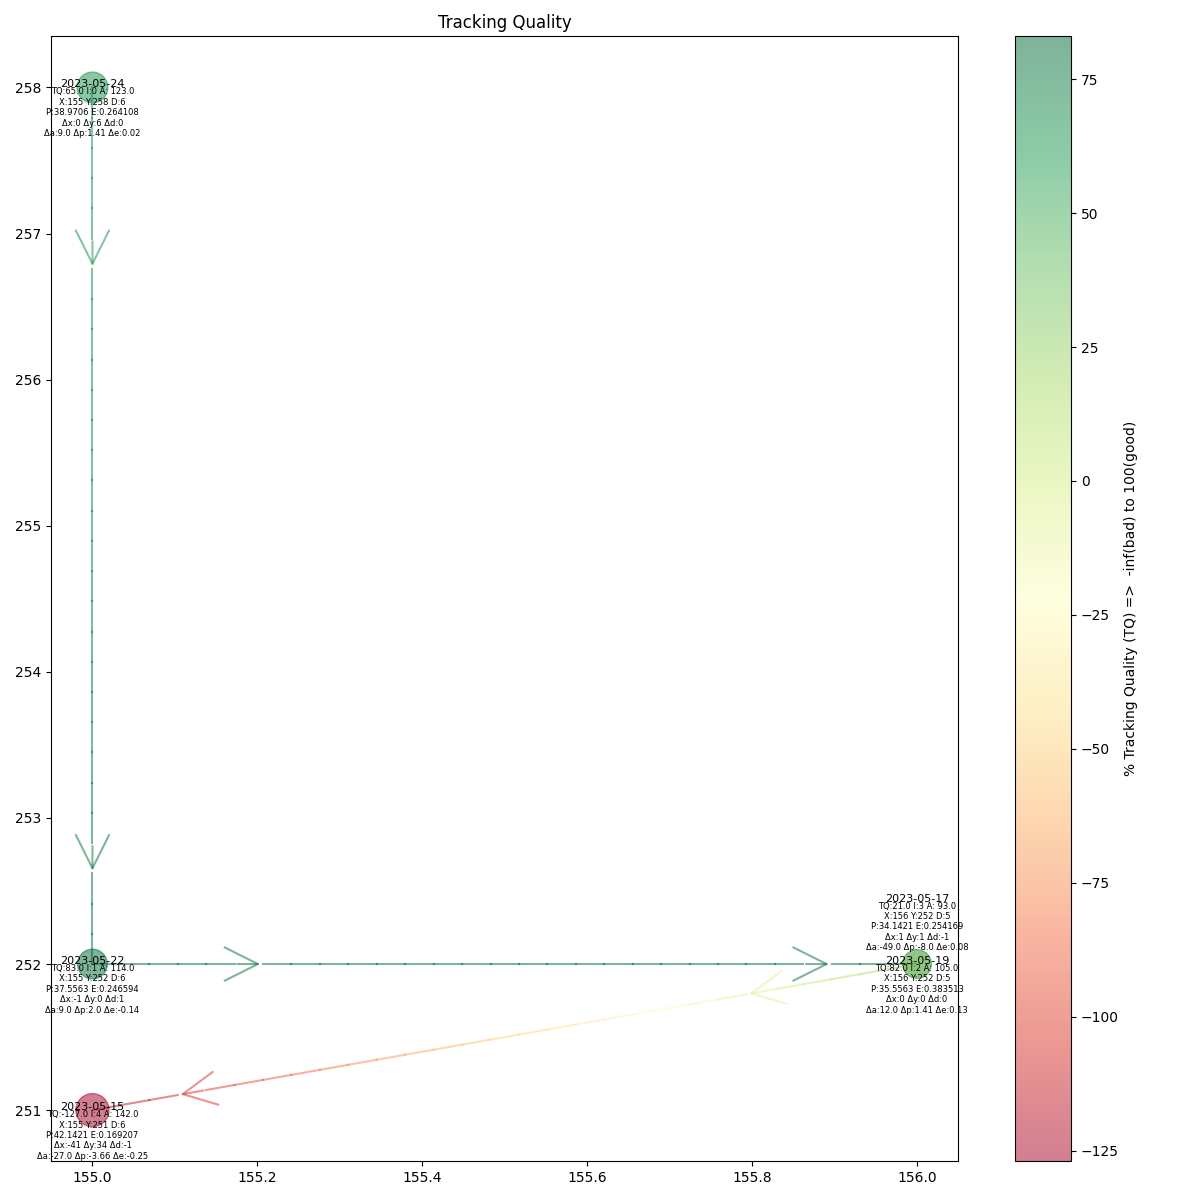 Tracking Quality
258
257
256
255
254
253
252
251
155.0
155.2
155.4
155.6
155.8
156.0
2023-05-24
TQ:65.0 I:0 A: 123.0
X:155 Y:258 D:6
P:38.9706 E:0.264108
Δx:0 Δy:6 Δd:0
Δa:9.0 Δp:1.41 Δe:0.02
2023-05-17
TQ:21.0 I:3 A: 93.0
X:156 Y:252 D:5
P:34.1421 E:0.254169
Δx:1 Δy:1 Δd:-1
Δa:-49.0 Δp:-8.0 Δe:0.08
2023-05-22
TQ:83.0 I:1 A: 114.0
X:155 Y:252 D:6
P:37.5563 E:0.246594
Δx:-1 Δy:0 Δd:1
Δa:9.0 Δp:2.0 Δe:-0.14
2023-05-19
TQ:82.0 I:2 A: 105.0
X:156 Y:252 D:5
P:35.5563 E:0.383513
Δx:0 Δy:0 Δd:0
Δa:12.0 Δp:1.41 Δe:0.13
2023-05-15
TQ:-127.0 I:4 A: 142.0
X:155 Y:251 D:6
P:42.1421 E:0.169207
Δx:-41 Δy:34 Δd:-1
Δa:-27.0 Δp:-3.66 Δe:-0.25
75
50
25
0
−25
−50
−75
−100
−125
% Tracking Quality (TQ) =>  -inf(bad) to 100(good)